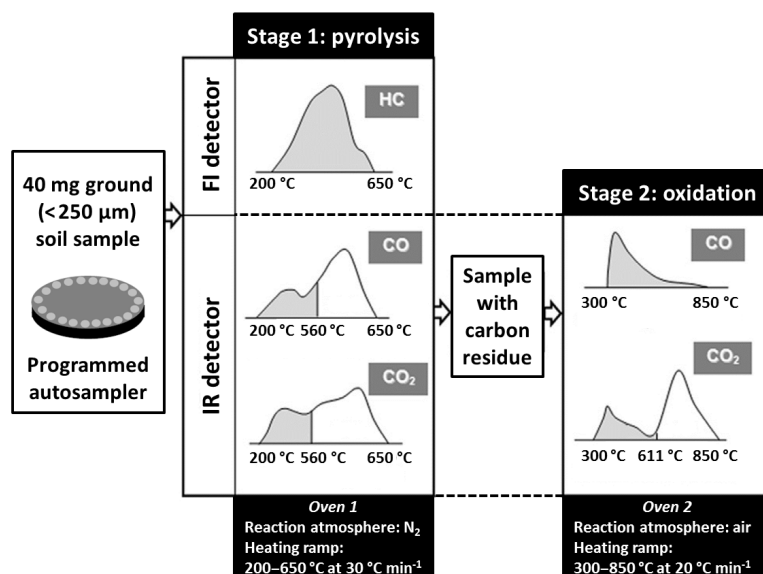 Stage 1: pyrolysis
FI detector
HC
200 °C 650 °C
40 mg ground
(<250 µm)
soil sample
Programmed
autosampler
IR detector
CO
200 °C 560 °C 650 °C
CO₂
200 °C 560 °C 650 °C
Sample
with
carbon
residue
Stage 2: oxidation
CO
300 °C 850 °C
CO₂
300 °C 611 °C 850 °C
Oven 1
Reaction atmosphere: N₂
Heating ramp:
200–650 °C at 30 °C min⁻¹
Oven 2
Reaction atmosphere: air
Heating ramp:
300–850 °C at 20 °C min⁻¹